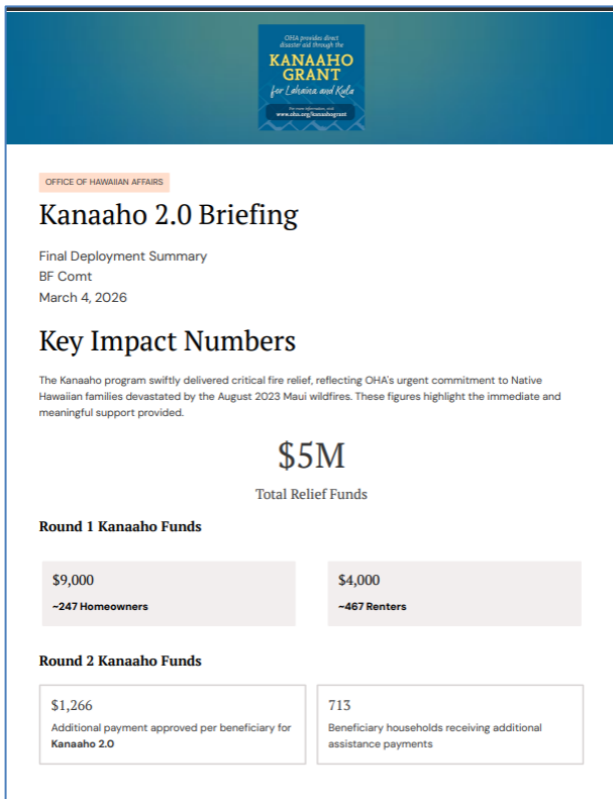 OHA provides direct
disaster aid through the
KANAAHO
GRANT
for Lahaina and Kula
For more information, visit
www.oha.org/kanaahogrant
OFFICE OF HAWAIIAN AFFAIRS
Kanaaho 2.0 Briefing
Final Deployment Summary
BF Comt
March 4, 2026
Key Impact Numbers
The Kanaaho program swiftly delivered critical fire relief, reflecting OHA's urgent commitment to Native
Hawaiian families devastated by the August 2023 Maui wildfires. These figures highlight the immediate and
meaningful support provided.
$5M
Total Relief Funds
Round 1 Kanaaho Funds
$9,000
~247 Homeowners
$4,000
~467 Renters
Round 2 Kanaaho Funds
$1,266
Additional payment approved per beneficiary for
Kanaaho 2.0
713
Beneficiary households receiving additional
assistance payments